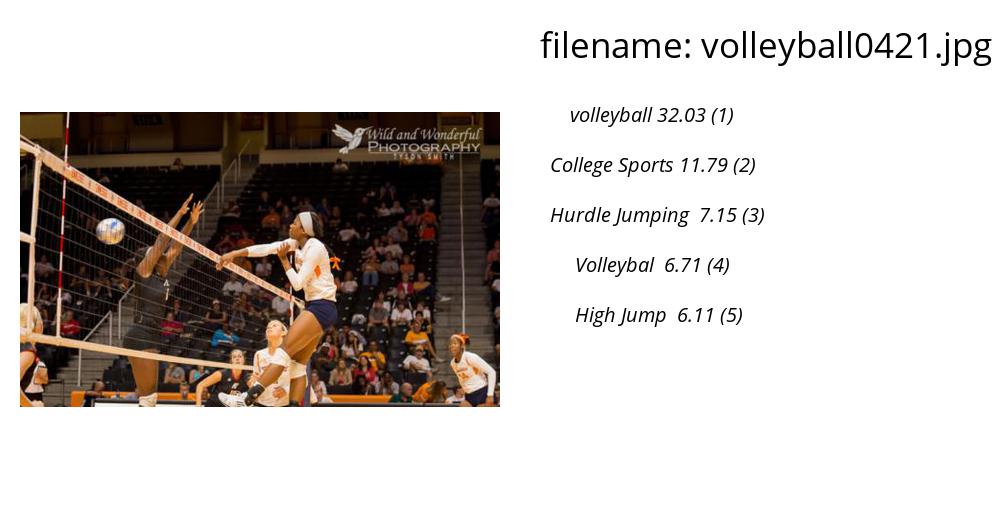 filename: volleyball0421.jpg
Wild and Wonderful
PHOTOGRAPHY
TYSON SMITH
volleyball 32.03 (1)
College Sports 11.79 (2)
Hurdle Jumping 7.15 (3)
Volleybal 6.71 (4)
High Jump 6.11 (5)